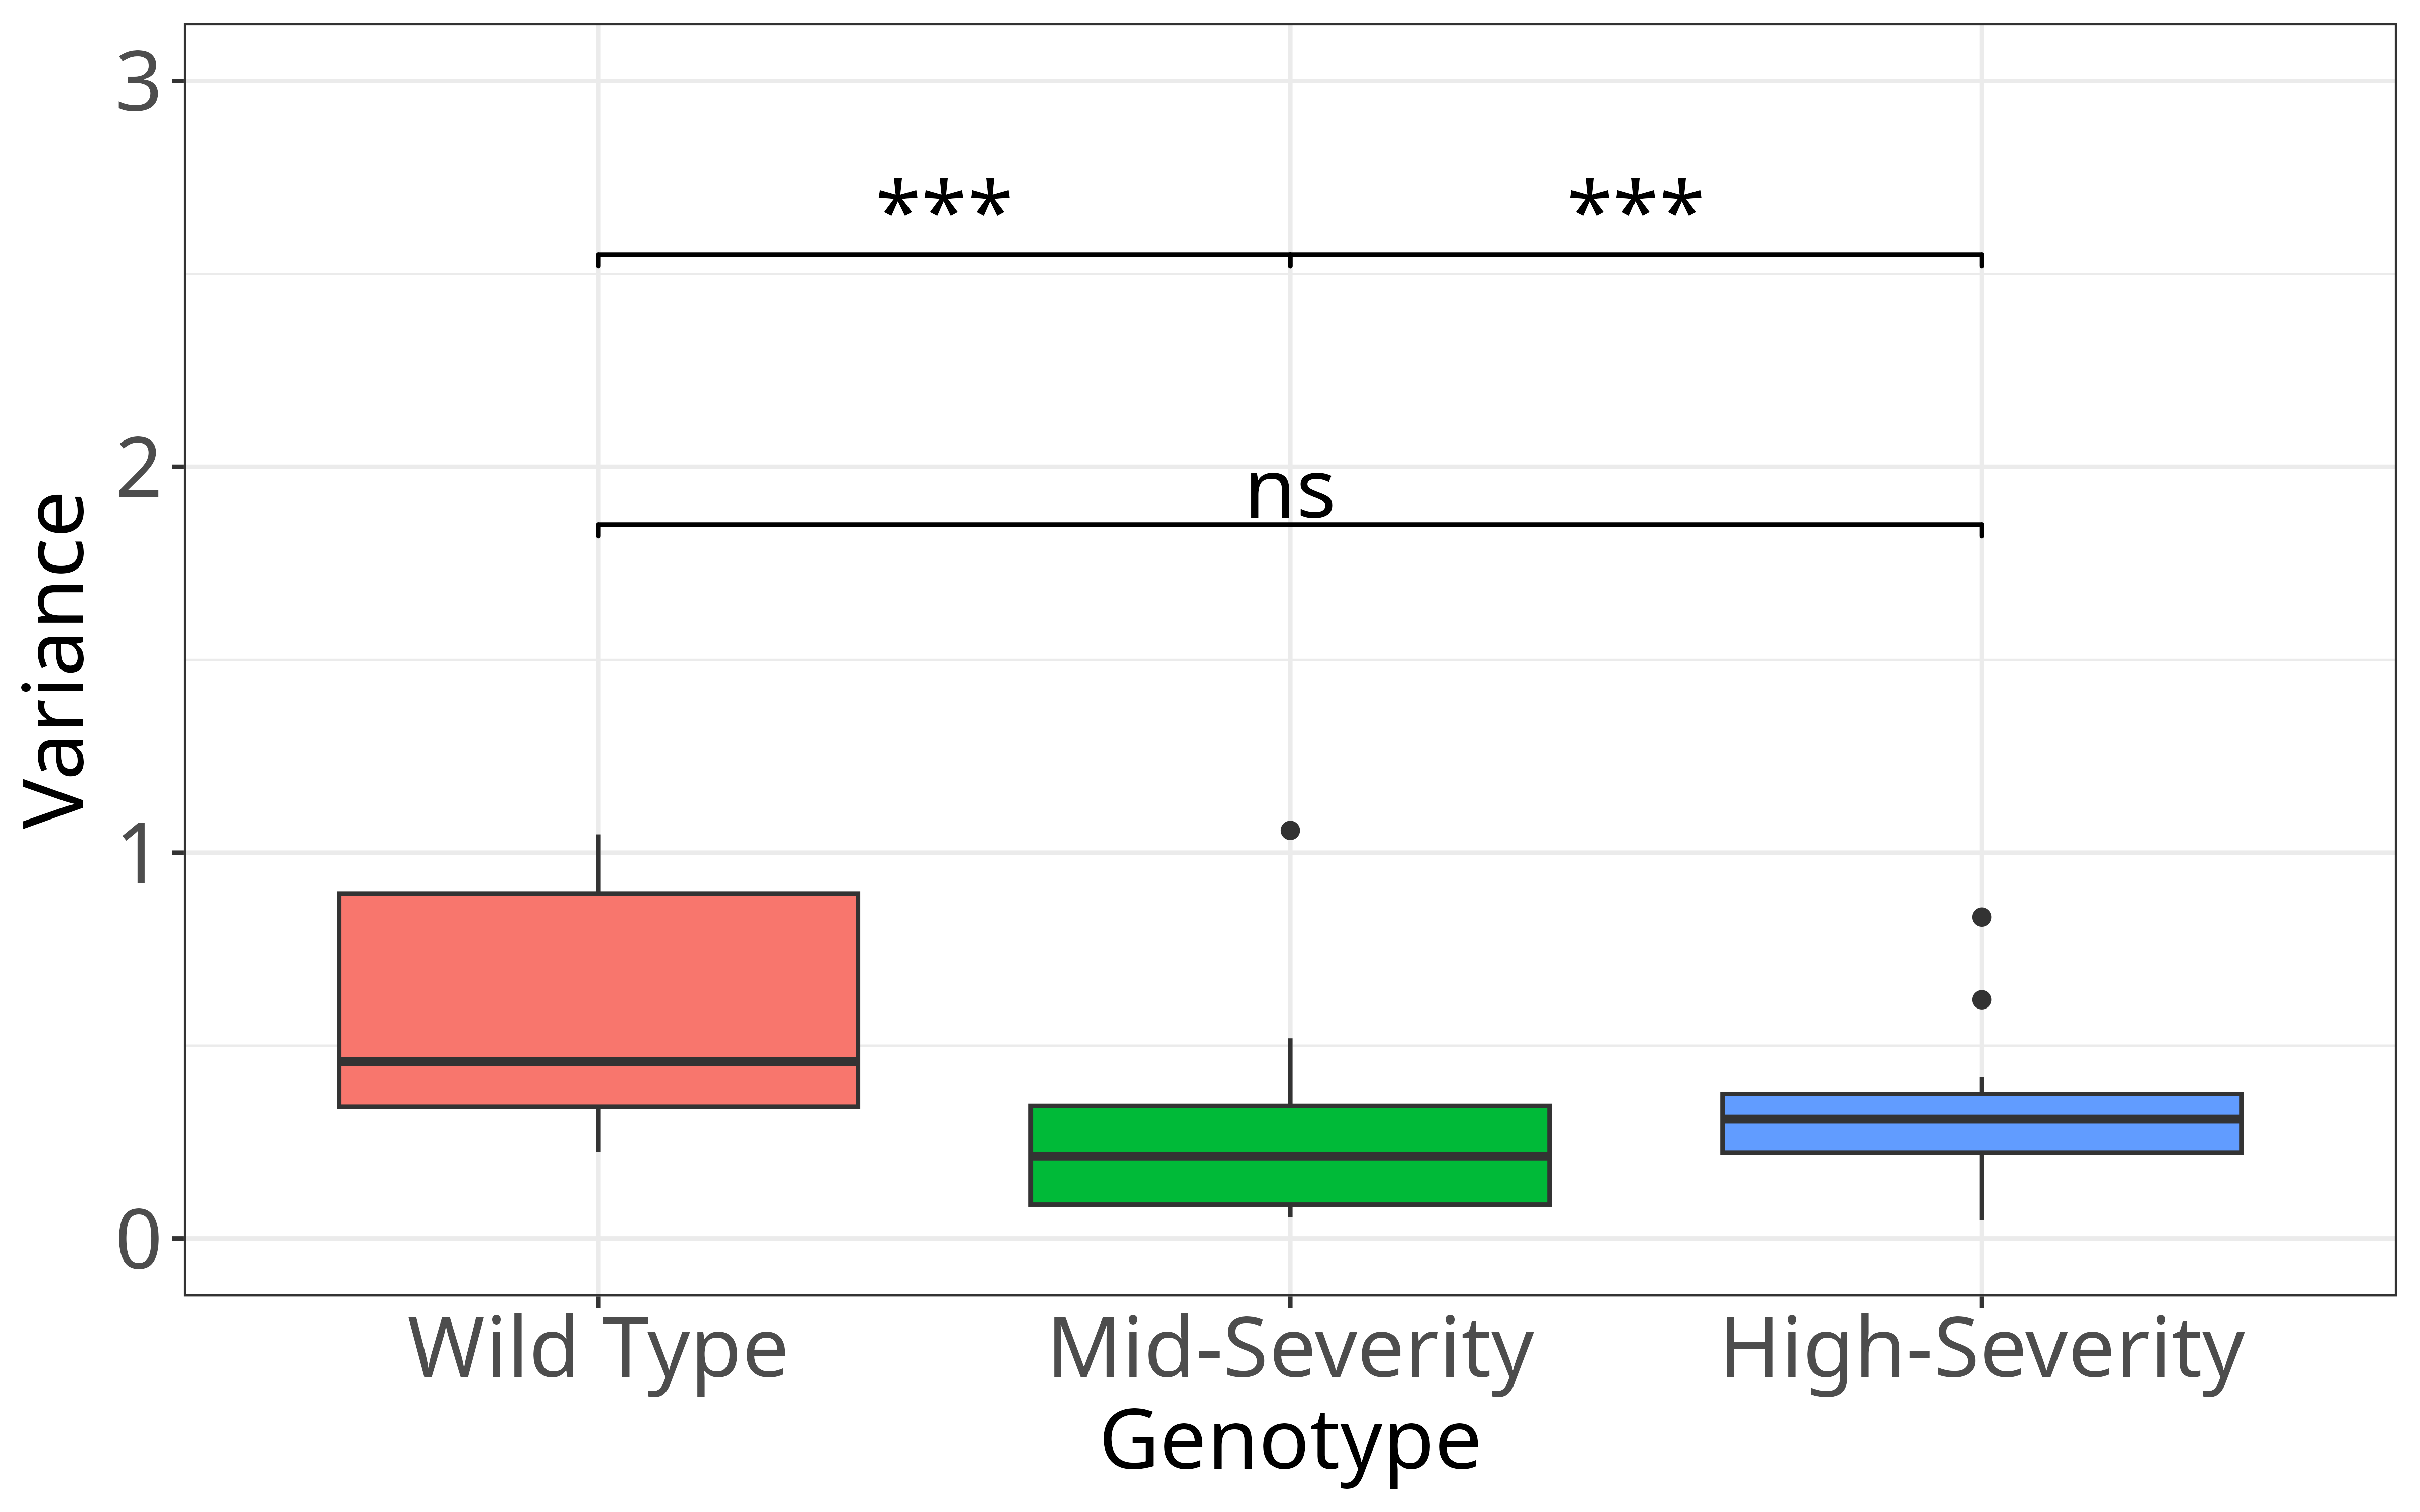 3
*** ***
2
ns
1
0
Variance
Wild Type Mid-Severity High-Severity
Genotype